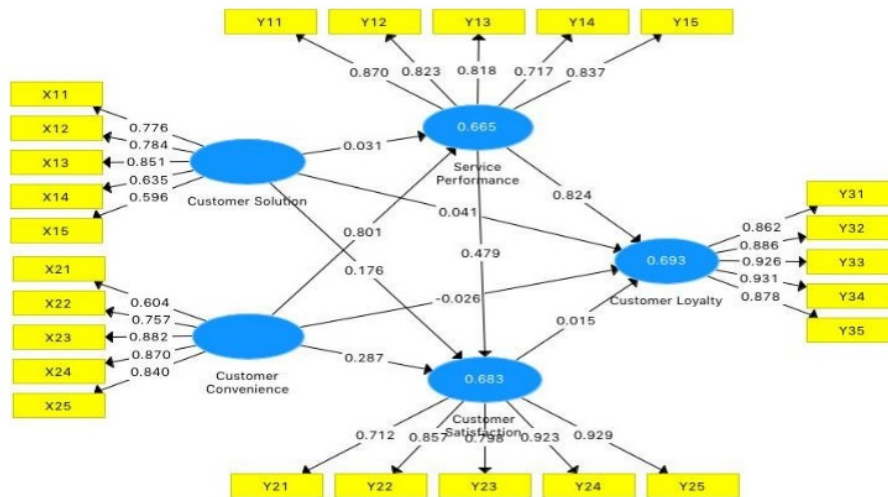 Y11
Y12
Y13
Y14
Y15
0.870
0.823
0.818
0.717
0.837
X11
X12
X13
X14
X15
0.776
0.784
0.851
0.635
0.596
Customer Solution
0.031
0.665
Service
Performance
0.824
0.041
0.801
0.176
0.479
-0.026
0.287
0.015
0.693
Customer Loyalty
0.862
0.886
0.926
0.931
0.878
Y31
Y32
Y33
Y34
Y35
X21
X22
X23
X24
X25
0.604
0.757
0.882
0.870
0.840
Customer
Convenience
0.683
Customer
Satisfaction
0.712
0.857
0.798
0.923
0.929
Y21
Y22
Y23
Y24
Y25